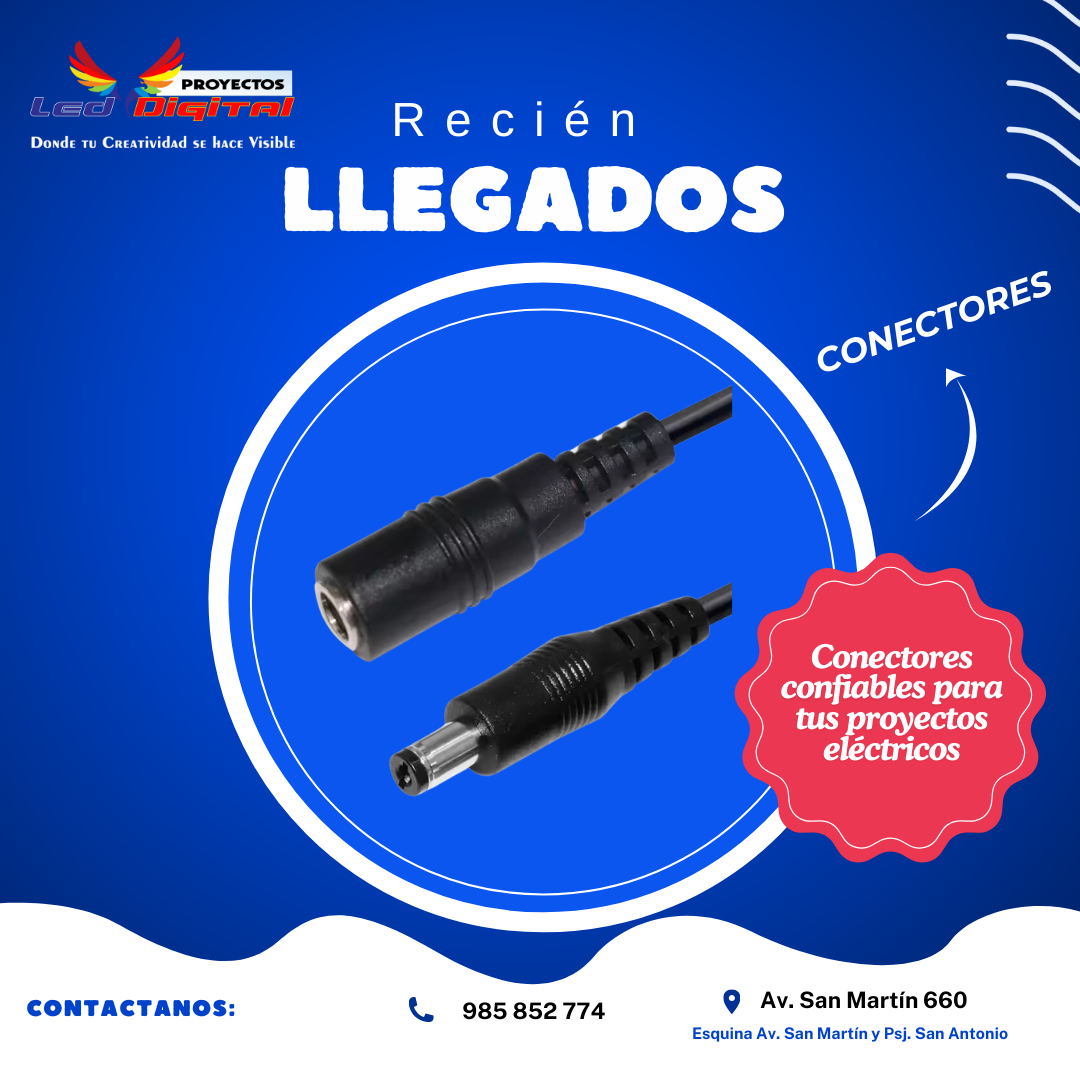 PROYECTOS
Led Digital
Donde tu Creatividad se hace Visible
Recién
LLEGADOS
CONECTORES
Conectores
confiables para
tus proyectos
eléctricos
CONTACTANOS:
985 852 774
Av. San Martín 660
Esquina Av. San Martín y Psj. San Antonio